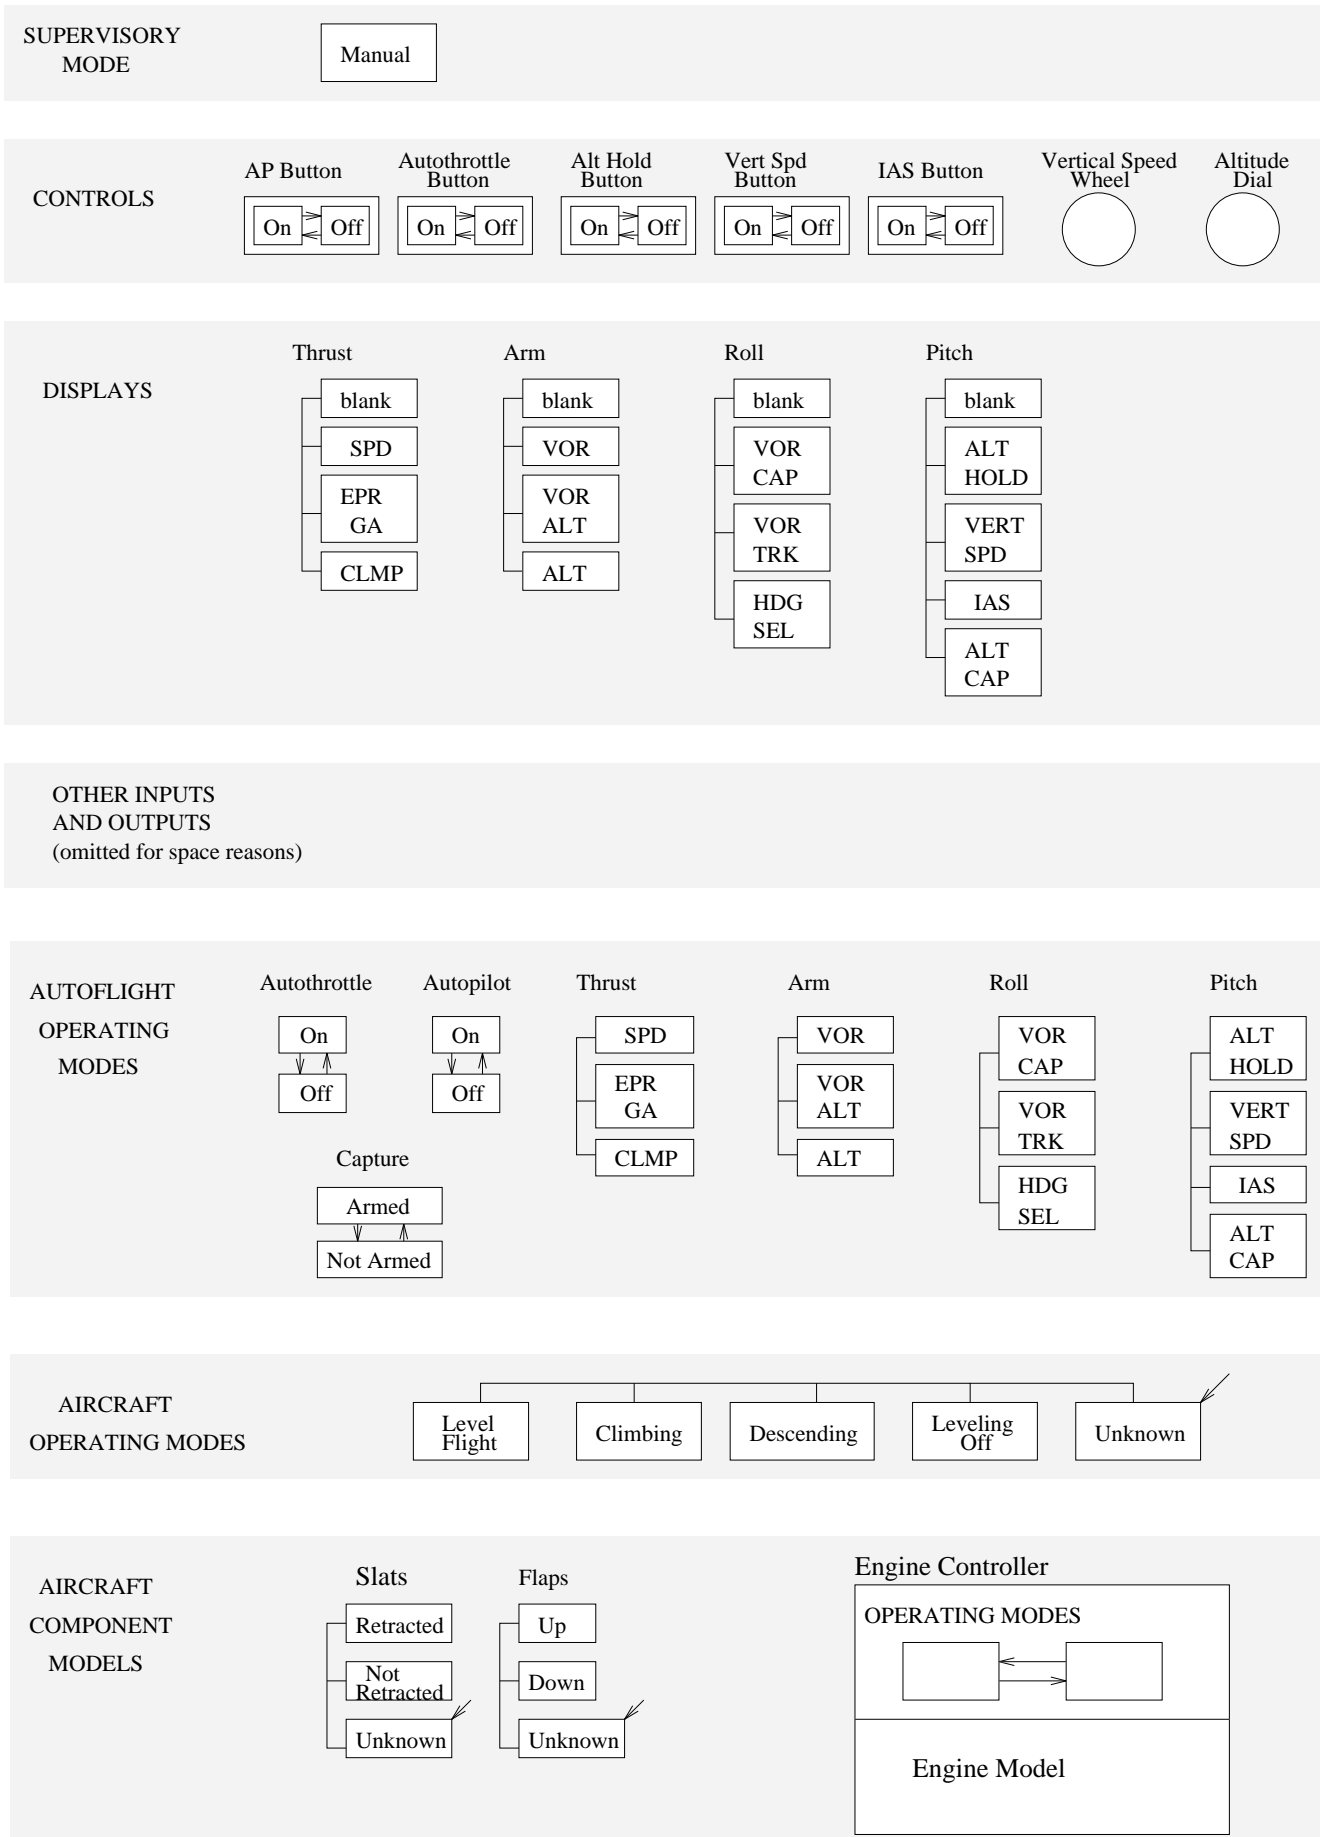 SUPERVISORY
MODE
Manual
CONTROLS
AP Button
On Off
Autothrottle
Button
On Off
Alt Hold
Button
On Off
Vert Spd
Button
On Off
IAS Button
On Off
Vertical Speed
Wheel
Altitude
Dial
DISPLAYS
Thrust
blank
SPD
EPR
GA
CLMP
Arm
blank
VOR
VOR
ALT
ALT
Roll
blank
VOR
CAP
VOR
TRK
HDG
SEL
Pitch
blank
ALT
HOLD
VERT
SPD
IAS
ALT
CAP
OTHER INPUTS
AND OUTPUTS
(omitted for space reasons)
AUTOFLIGHT
OPERATING
MODES
Autothrottle
On
Off
Autopilot
On
Off
Capture
Armed
Not Armed
Thrust
SPD
EPR
GA
CLMP
Arm
VOR
VOR
ALT
ALT
Roll
VOR
CAP
VOR
TRK
HDG
SEL
Pitch
ALT
HOLD
VERT
SPD
IAS
ALT
CAP
AIRCRAFT
OPERATING MODES
Level
Flight
Climbing
Descending
Leveling
Off
Unknown
AIRCRAFT
COMPONENT
MODELS
Slats
Retracted
Not
Retracted
Unknown
Flaps
Up
Down
Unknown
Engine Controller
OPERATING MODES
Engine Model